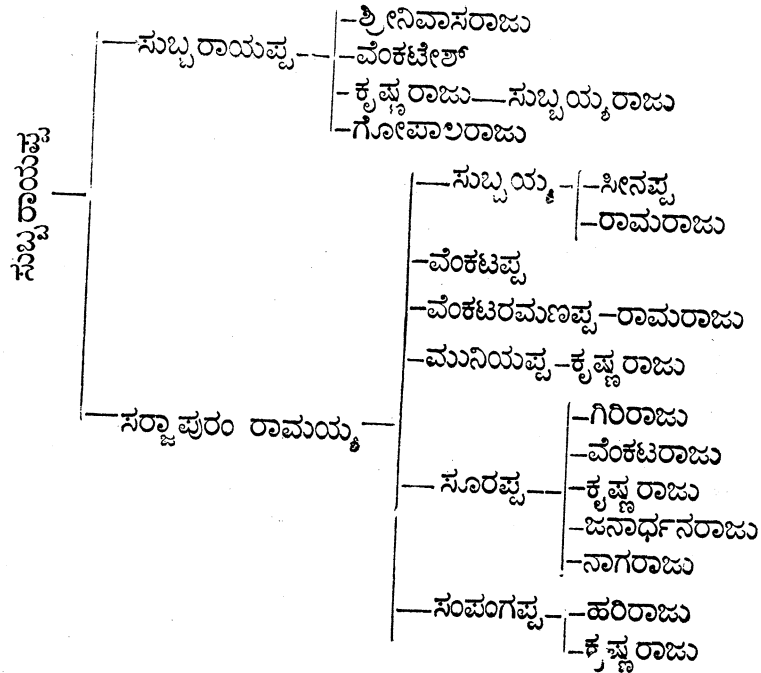 ಸುಬ್ಬರಾಯಪ್ಪ
ಸುಬ್ಬರಾಯಪ್ಪ
ಶ್ರೀನಿವಾಸರಾಜು
ವೆಂಕಟೇಶ್
ಕೃಷ್ಣರಾಜು—ಸುಬ್ಬಯ್ಯರಾಜು
ಗೋಪಾಲರಾಜು
ಸರ್ಜಾಪುರಂ ರಾಮಯ್ಯ
ಸುಬ್ಬಯ್ಯ
ಸೀನಪ್ಪ
ರಾಮರಾಜು
ವೆಂಕಟಪ್ಪ
ವೆಂಕಟರಮಣಪ್ಪ–ರಾಮರಾಜು
ಮುನಿಯಪ್ಪ–ಕೃಷ್ಣರಾಜು
ಸೂರಪ್ಪ
ಗಿರಿರಾಜು
ವೆಂಕಟರಾಜು
ಕೃಷ್ಣರಾಜು
ಜನಾರ್ಧನರಾಜು
ನಾಗರಾಜು
ಸಂಪಂಗಪ್ಪ
ಹರಿರಾಜು
ಕೃಷ್ಣರಾಜು